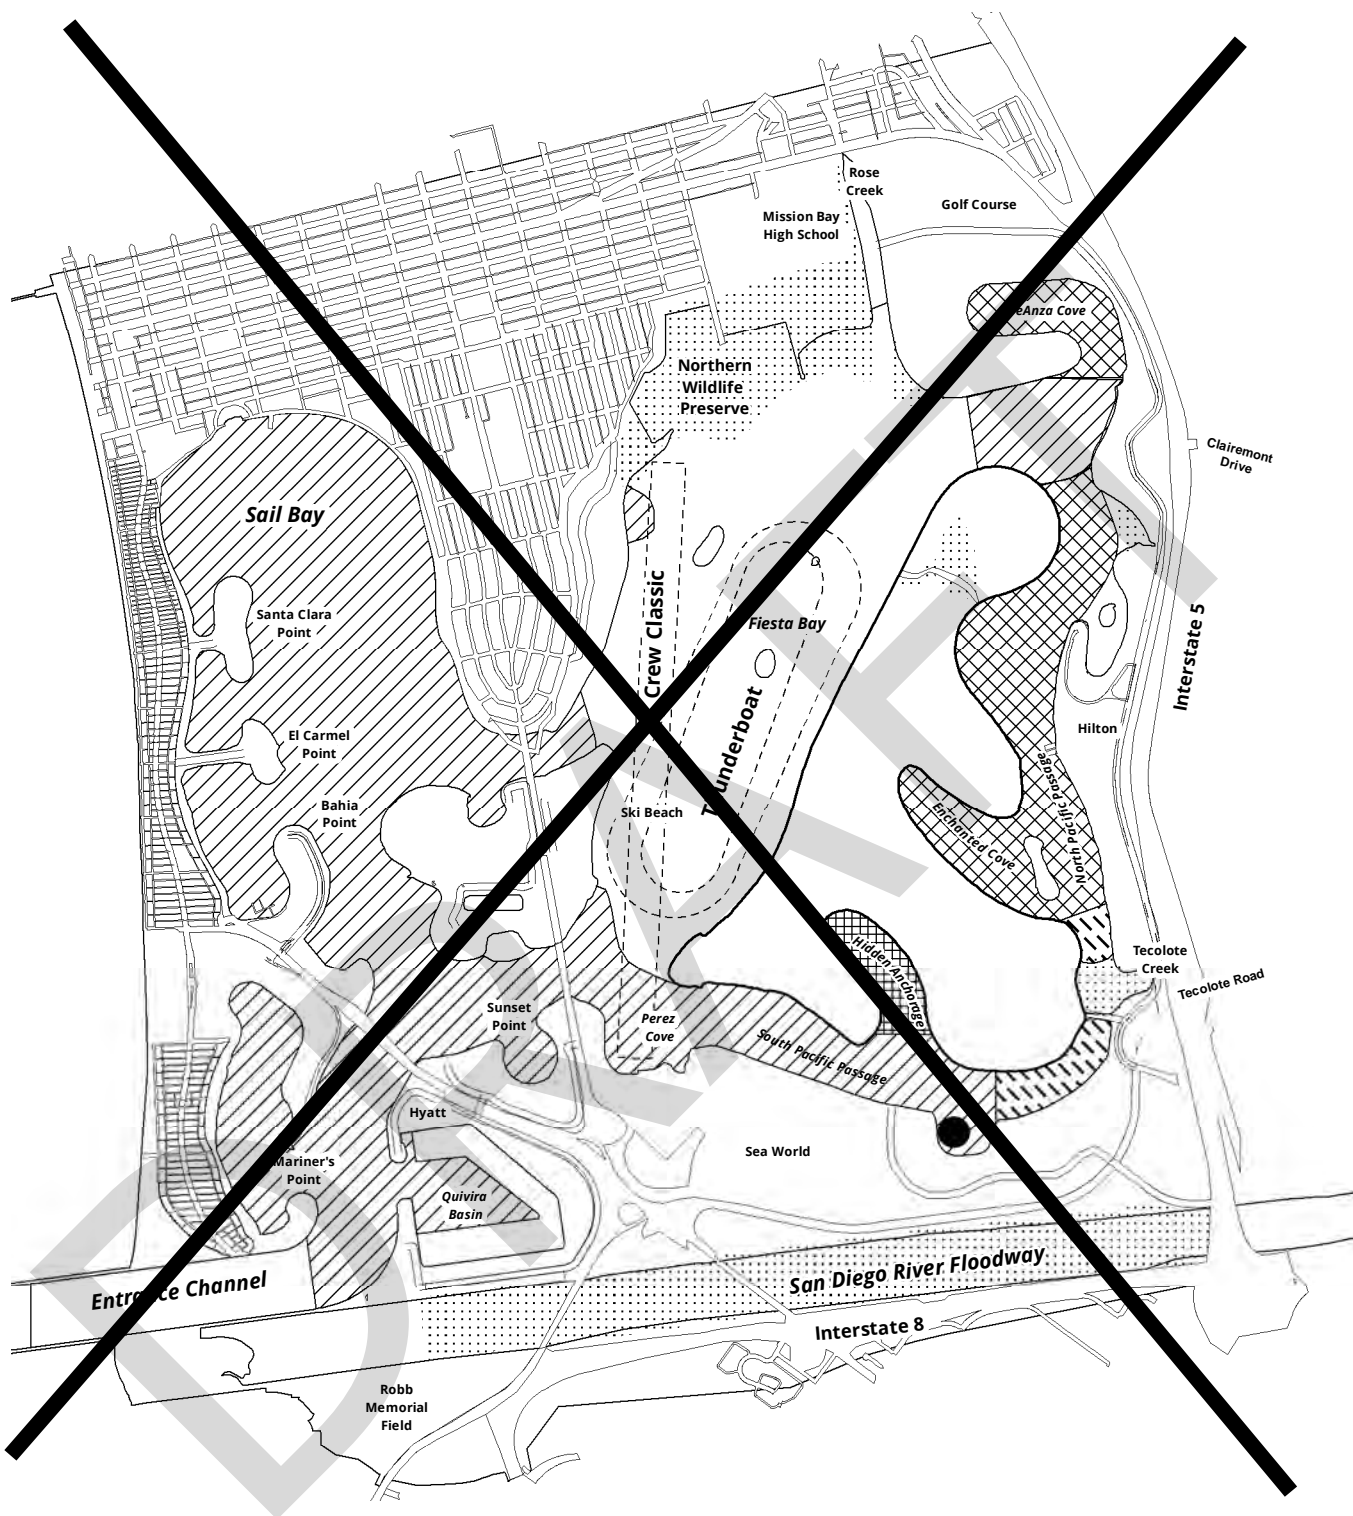 Rose
Creek
Golf Course
Mission Bay
High School
eAnza Cove
Northern
Wildlife
Preserve
Clairemont
Drive
Sail Bay
Crew Classic
Santa Clara
Point
Fiesta Bay
Interstate 5
El Carmel
Point
Hilton
Thunderboat
North Pacific Passage
Bahia
Point
Ski Beach
Enchanted Cove
Hidden Anchorage
Tecolote
Creek
Tecolote Road
Sunset
Point
Perez
Cove
South Pacific Passage
Hyatt
Sea World
Mariner's
Point
Quivira
Basin
San Diego River Floodway
Entrance Channel
Interstate 8
Robb
Memorial
Field
DRAFT